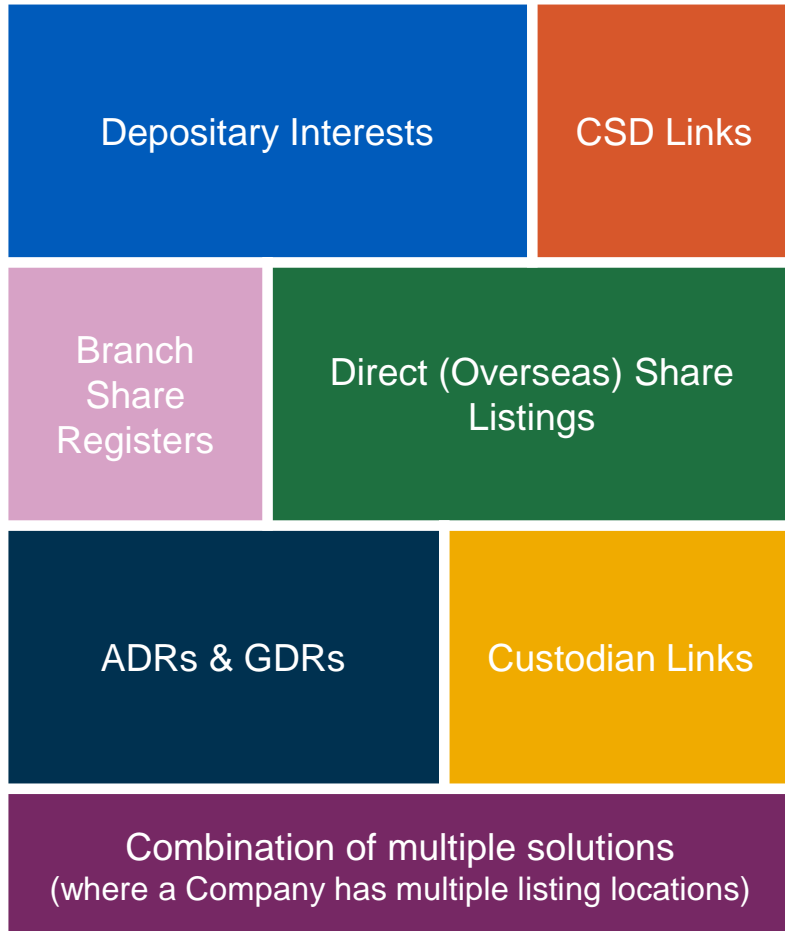 Depositary Interests
CSD Links
Branch
Share
Registers
Direct (Overseas) Share
Listings
ADRs & GDRs
Custodian Links
Combination of multiple solutions
(where a Company has multiple listing locations)